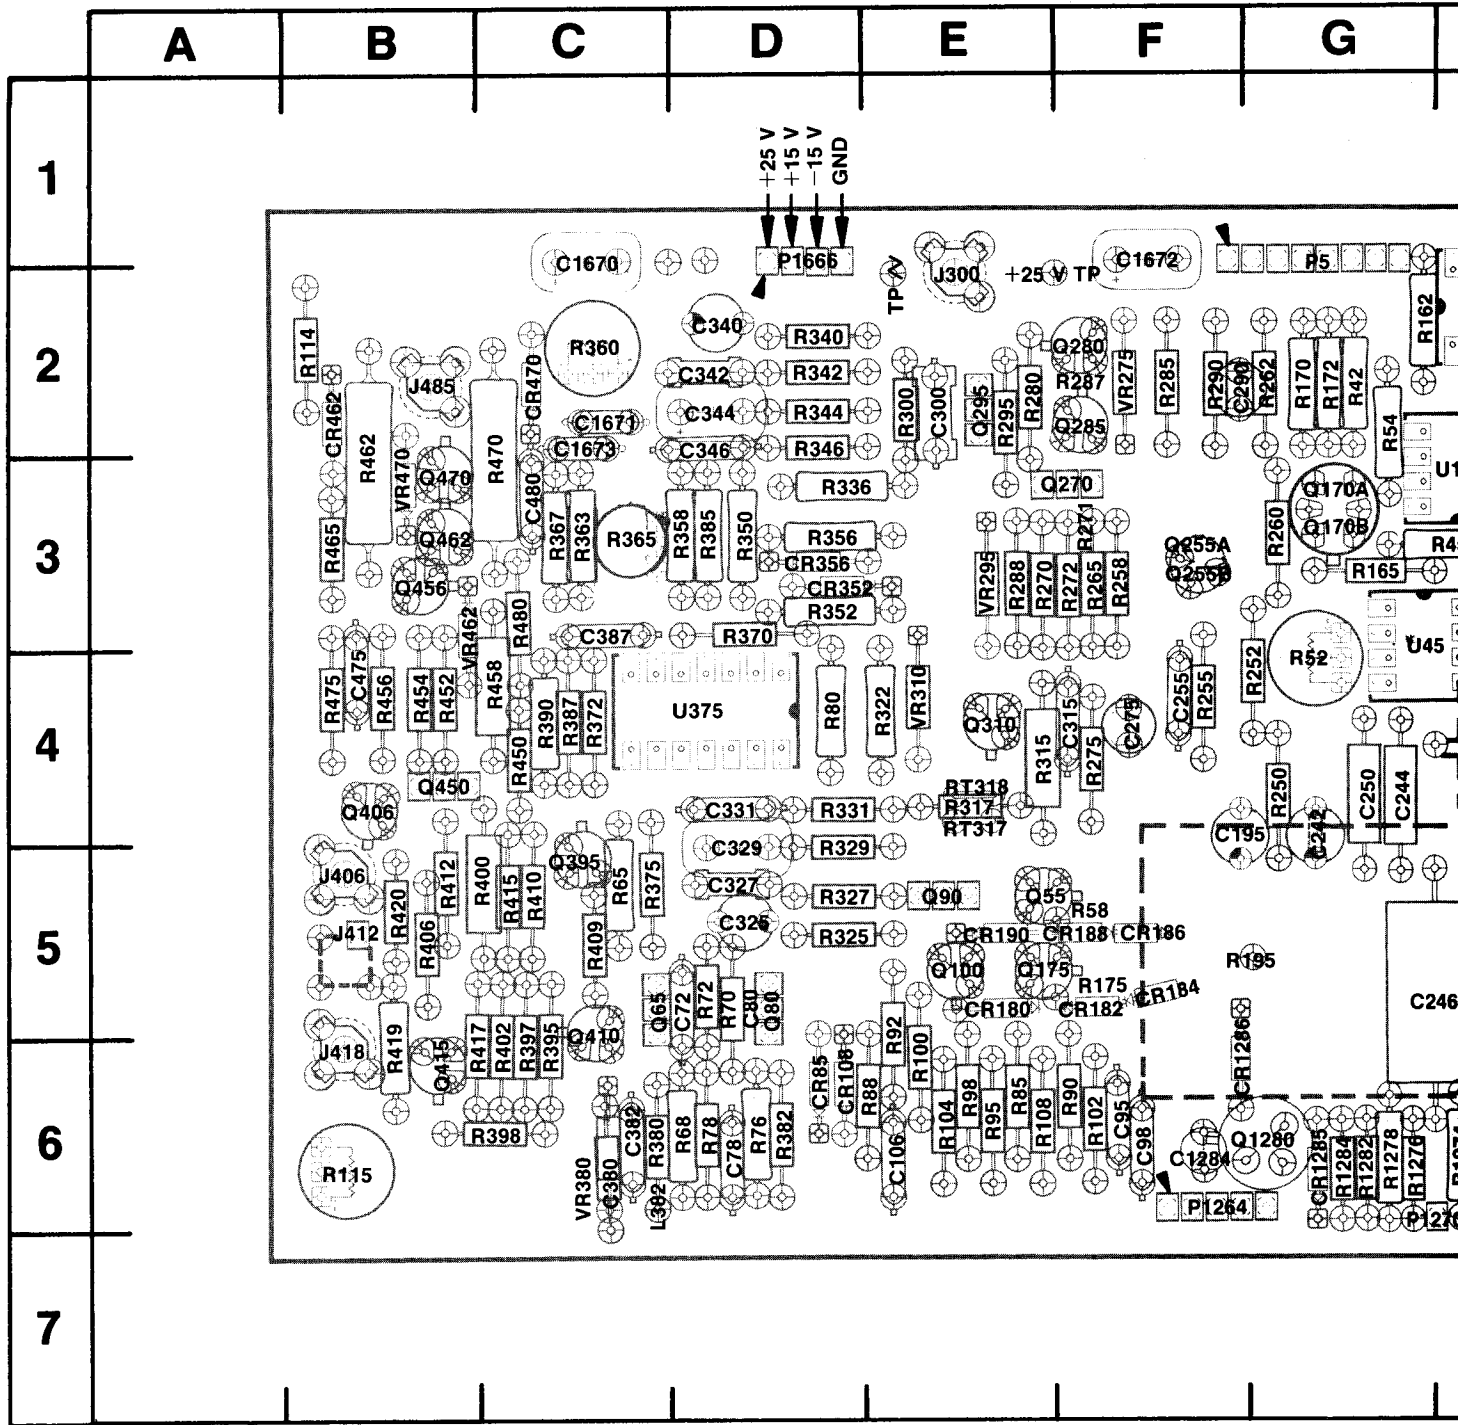 A B C D E F G
1
+25 V
+15 V
−15 V
GND
C1670 P1666 J300 +25 V TP C1672 P5
TP
R114 C340 R340 Q280 R162
R360 CR470 C342 R342 R287 VR275 R285 R290 C290 R262 R170 R172 R42
2
J485 CR462 C1671 C344 R344 R300 C300 Q295 R295 R280 Q285 R54
R462 R470 C1673 C346 R346
VR470 Q470 C480 R336 Q270 Q170A
R465 Q462 R367 R363 R365 R358 R385 R350 R356 R271 R260 Q170B
3
CR356 VR295 R288 R270 R272 R265 R258 Q255A Q255B R165
Q456 CR352
R352
VR462 R480 C387 R370 R52 U45
R475 C475 R456 R454 R452 R458 R390 R387 R372 U375 R80 R322 VR310 Q310 R315 C315 R275 C275 C255 R255 R252
4
R450 R250 C250 C244
Q450 RT318
Q406 C331 R331 R317
RT317 C195 C242
J406 R412 R400 Q395 C329 R329
R420 R415 R410 R65 R375 C327 R327 Q90 Q55
R58
5
J412 R406 R409 C325 R325 CR190 CR188 CR186
Q100 Q175 R195
Q65 C72 R72 R70 C80 Q80 R175 CR184 C246
CR180 CR182
J418 R419 Q415 R417 R402 R397 R395 Q410 R92 R100 CR1286
CR85 CR108 R88 R104 R98 R95 R85 R108 R90 R102 C95
6
R398 C382 R380 R68 R78 C78 R76 R382 C106 C98 C1284 Q1280 CR1285 R1284 R1282 R1278 R1276
R115 VR380 C380 L382 P1264
7